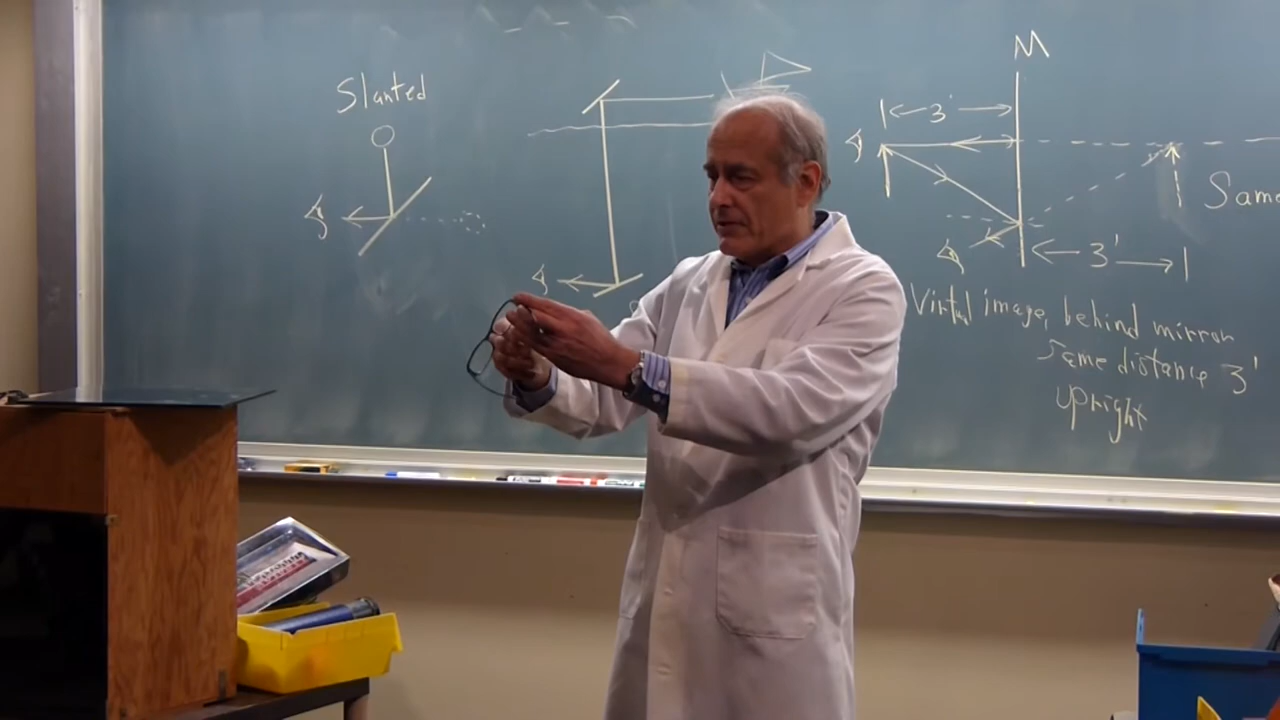 Slanted
M
3'
Same
3'
Virtual image, behind mirror
same distance 3'
upright